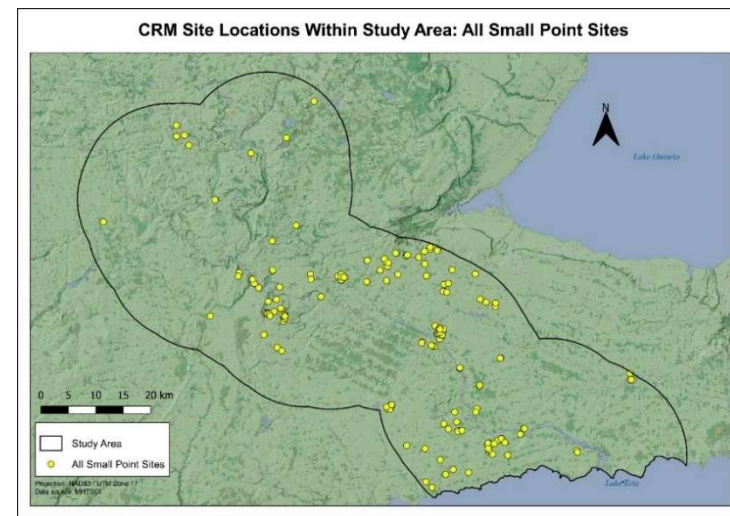 CRM Site Locations Within Study Area: All Small Point Sites
N
Lake Ontario
0 5 10 15 20 km
Study Area
All Small Point Sites
Projection: NAD83 / UTM Zone 17
Data source: MHTSCI
Lake Erie